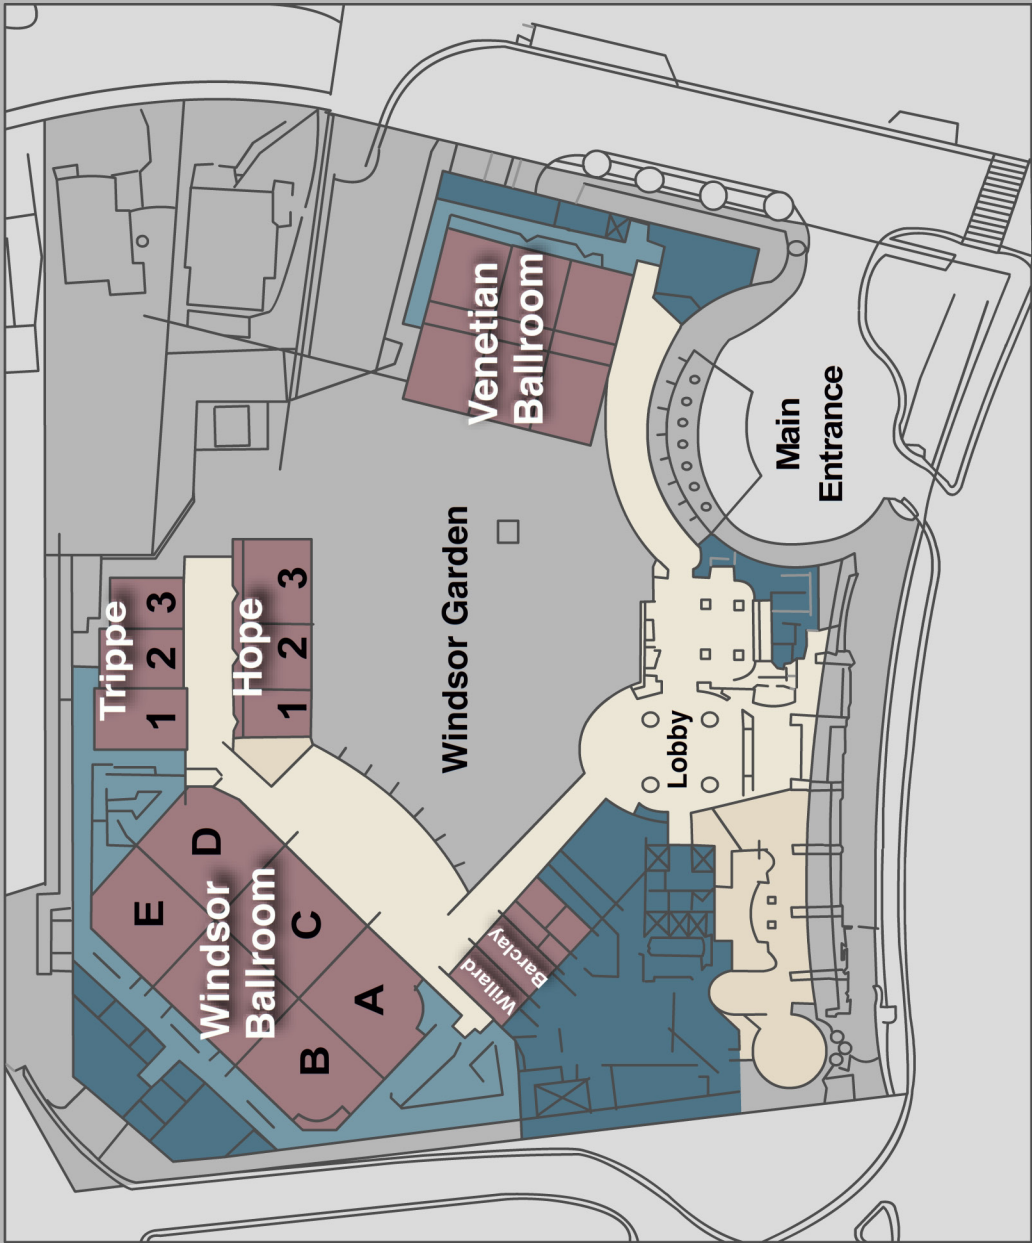 Trippe
1
2
3
Hope
1
2
3
Venetian
Ballroom
Windsor Garden
Main
Entrance
Lobby
Windsor
Ballroom
E
D
C
A
B
Willard
Barclay